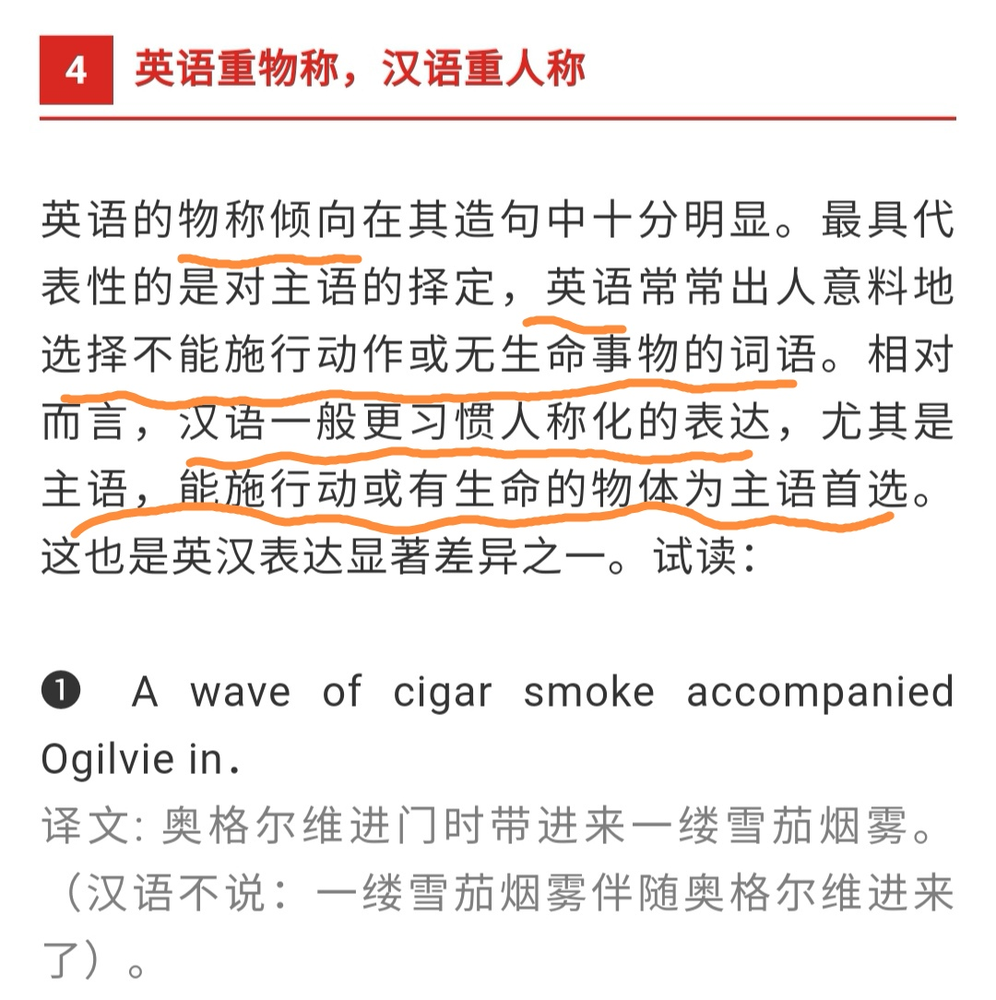 4 英语重物称，汉语重人称
英语的物称倾向在其造句中十分明显。最具代
表性的是对主语的择定，英语常常出人意料地
选择不能施行动作或无生命事物的词语。相对
而言，汉语一般更习惯人称化的表达，尤其是
主语，能施行动或有生命的物体为主语首选。
这也是英汉表达显著差异之一。试读：
❶ A wave of cigar smoke accompanied
Ogilvie in.
译文: 奥格尔维进门时带进来一缕雪茄烟雾。
（汉语不说：一缕雪茄烟雾伴随奥格尔维进来
了）。